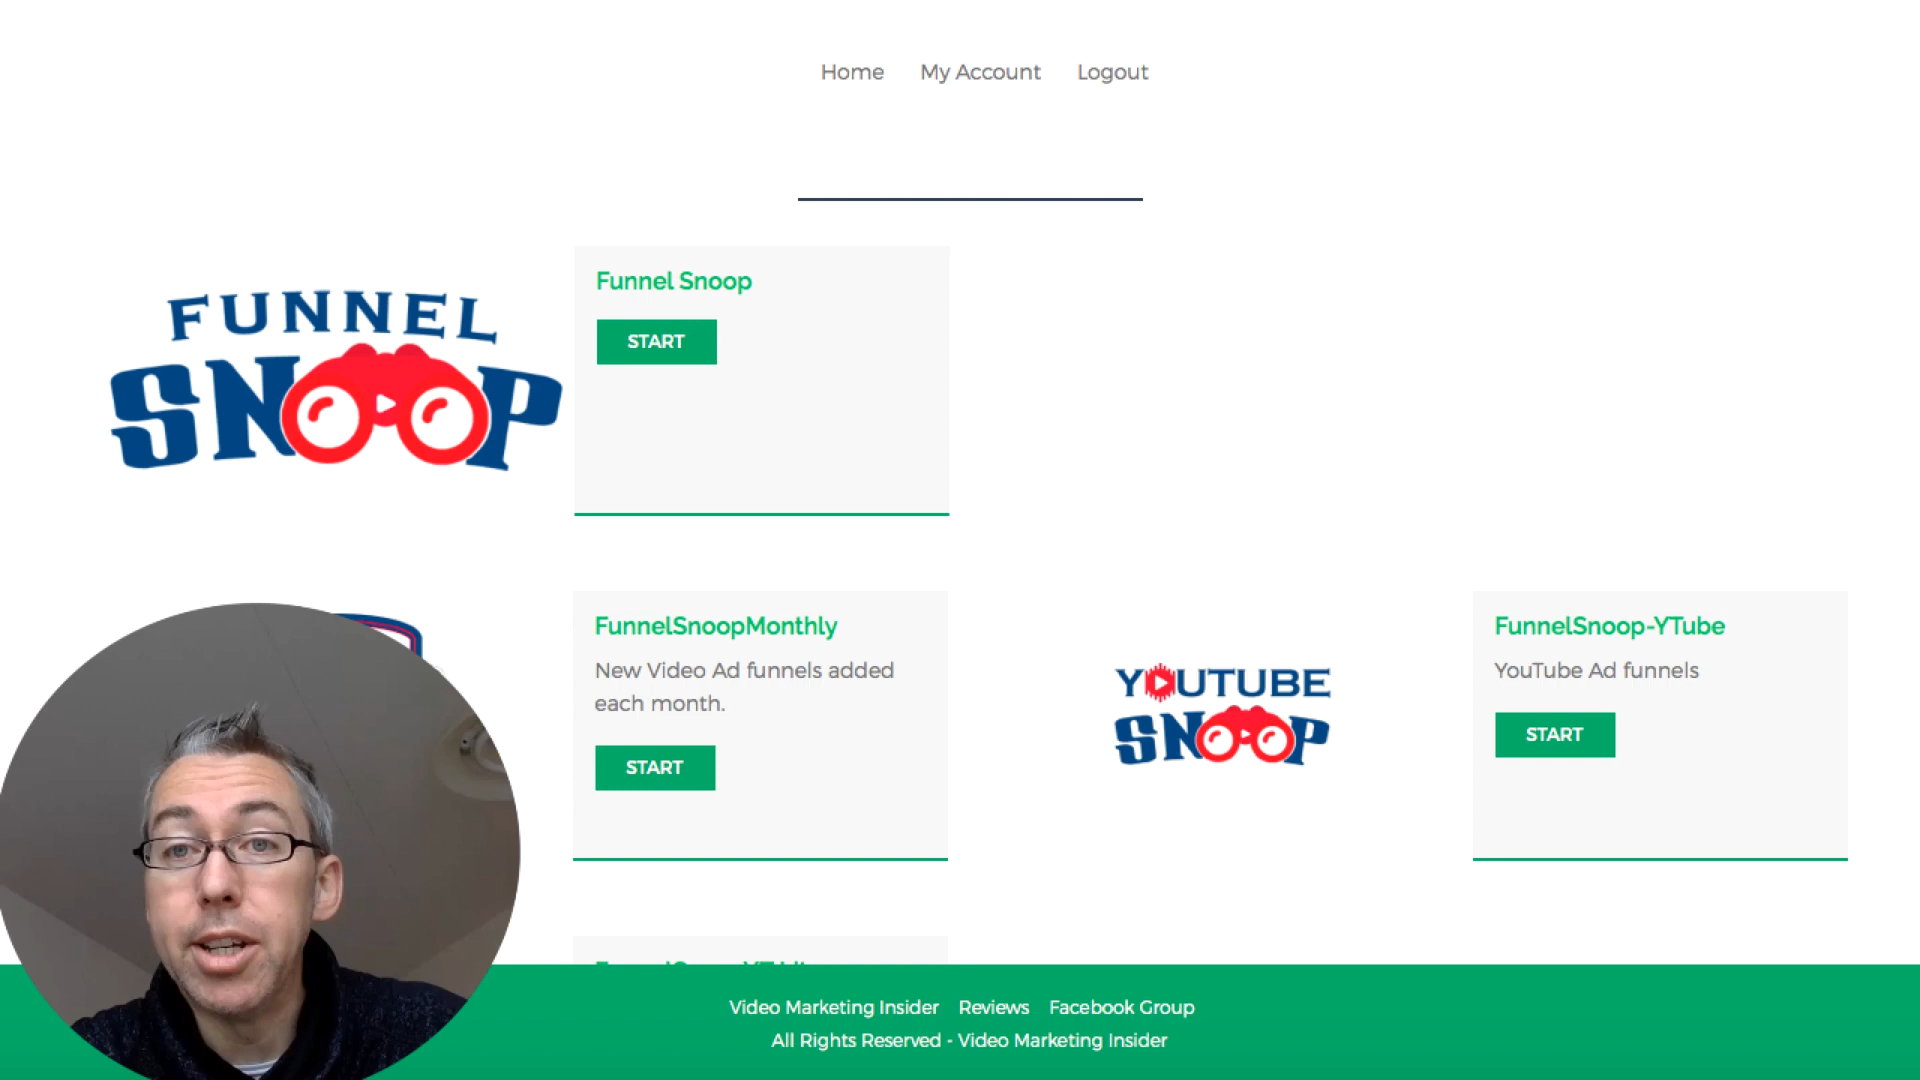 Home My Account Logout
FUNNEL
SNOOP
Funnel Snoop
START
FunnelSnoopMonthly
New Video Ad funnels added
each month.
START
YOUTUBE
SNOOP
FunnelSnoop-YTube
YouTube Ad funnels
START
Video Marketing Insider Reviews Facebook Group
All Rights Reserved - Video Marketing Insider